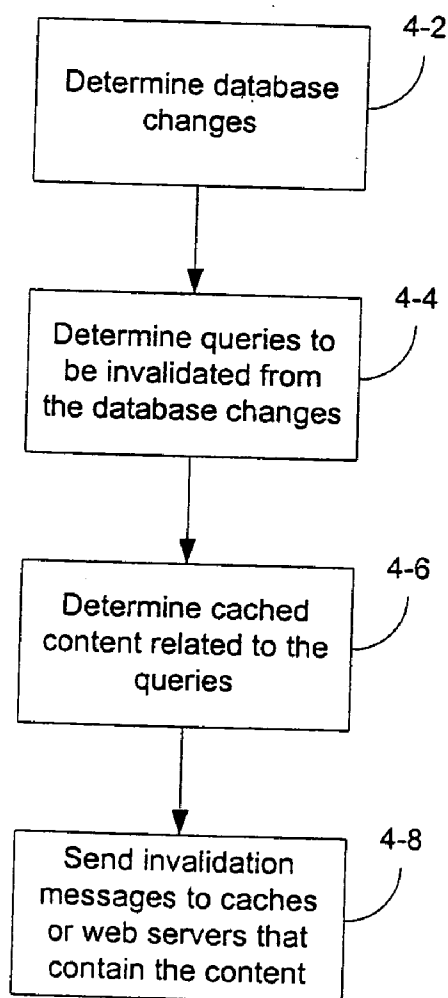 4-2
Determine database
changes
4-4
Determine queries to
be invalidated from
the database changes
4-6
Determine cached
content related to the
queries
4-8
Send invalidation
messages to caches
or web servers that
contain the content